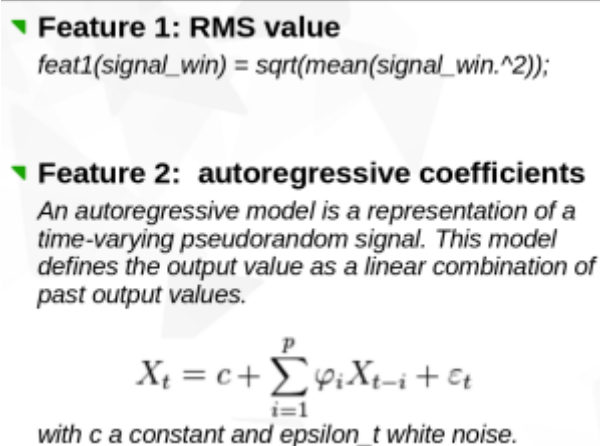 Feature 1: RMS value
feat1(signal_win) = sqrt(mean(signal_win.^2));
Feature 2:  autoregressive coefficients
An autoregressive model is a representation of a
time-varying pseudorandom signal. This model
defines the output value as a linear combination of
past output values.
X_t = c + \sum_{i=1}^{p} φ_i X_{t−i} + ε_t
with c a constant and epsilon_t white noise.